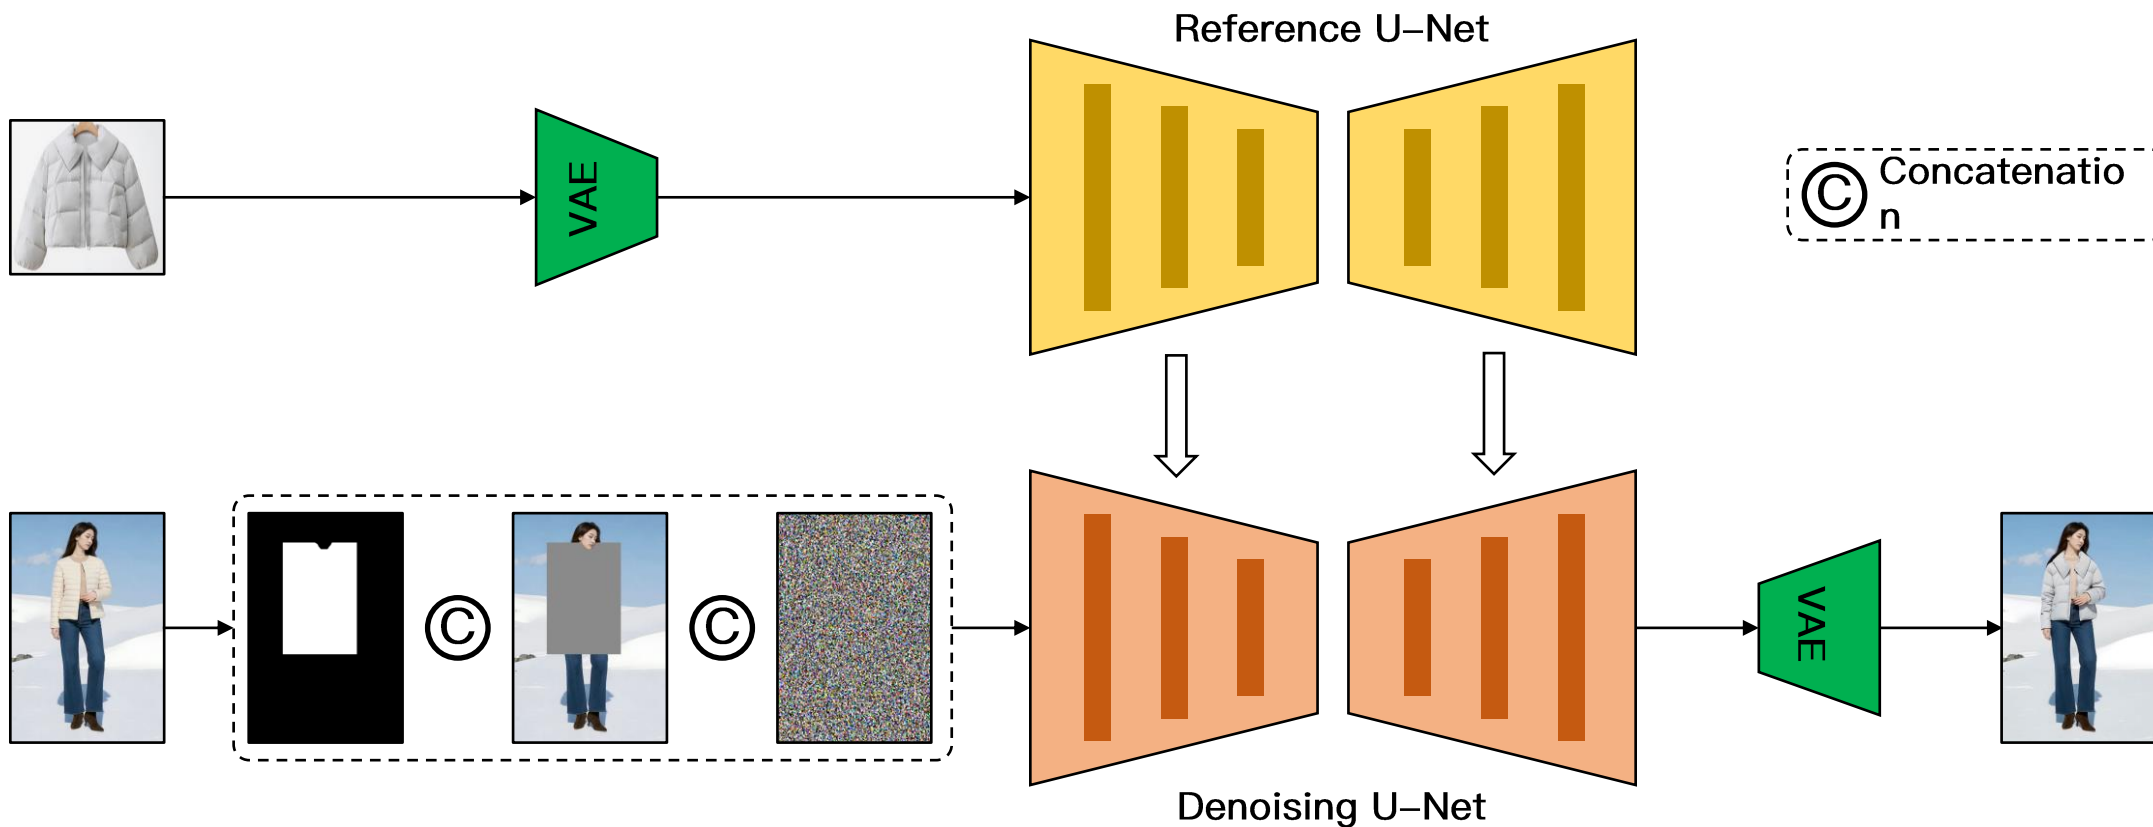 Reference U–Net
VAE
© Concatenatio
n
©
©
VAE
Denoising U–Net